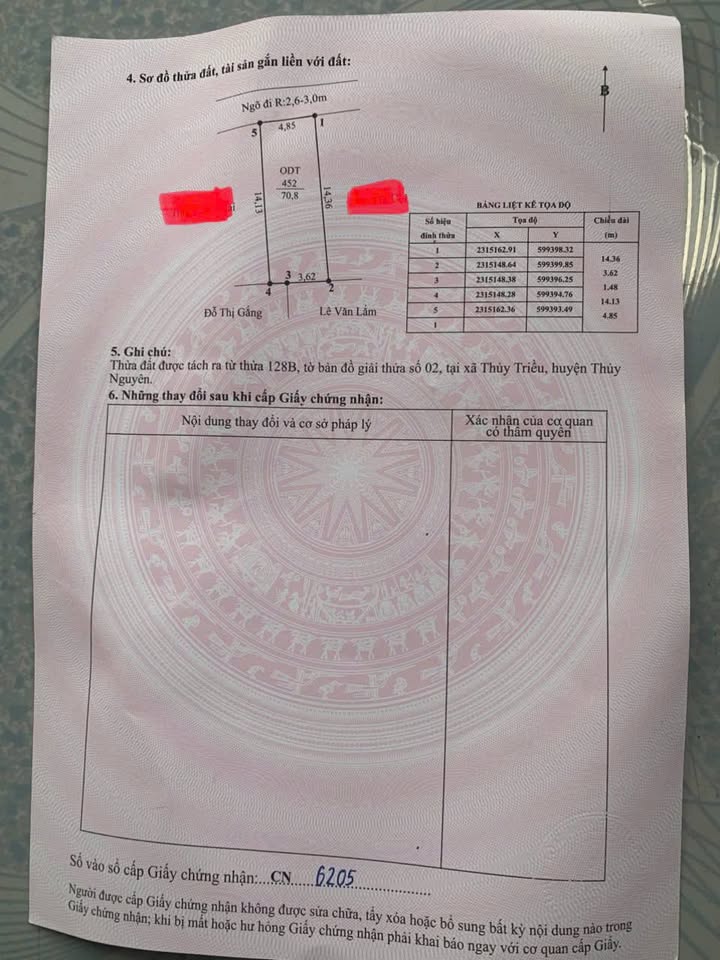 4. Sơ đồ thửa đất, tài sản gắn liền với đất:
B
Ngõ đi R:2,6-3,0m
5
4,85
1
ODT
452
70,8
14,13
14,36
3
3,62
4
2
Đỗ Thị Gắng
Lê Văn Lắm
BẢNG LIỆT KÊ TỌA ĐỘ
Số hiệu đỉnh thửa Tọa độ Chiều dài (m)
X Y
1 2315162.91 599398.32
14.36
2 2315148.64 599399.85
3.62
3 2315148.38 599396.25
1.48
4 2315148.28 599394.76
14.13
5 2315162.36 599393.49
4.85
1
5. Ghi chú:
Thửa đất được tách ra từ thửa 128B, tờ bản đồ giải thửa số 02, tại xã Thủy Triều, huyện Thủy
Nguyên.
6. Những thay đổi sau khi cấp Giấy chứng nhận:
Nội dung thay đổi và cơ sở pháp lý
Xác nhận của cơ quan
có thẩm quyền
Số vào sổ cấp Giấy chứng nhận:...CN 6205
Người được cấp Giấy chứng nhận không được sửa chữa, tẩy xóa hoặc bổ sung bất kỳ nội dung nào trong
Giấy chứng nhận; khi bị mất hoặc hư hỏng Giấy chứng nhận phải khai báo ngay với cơ quan cấp Giấy.